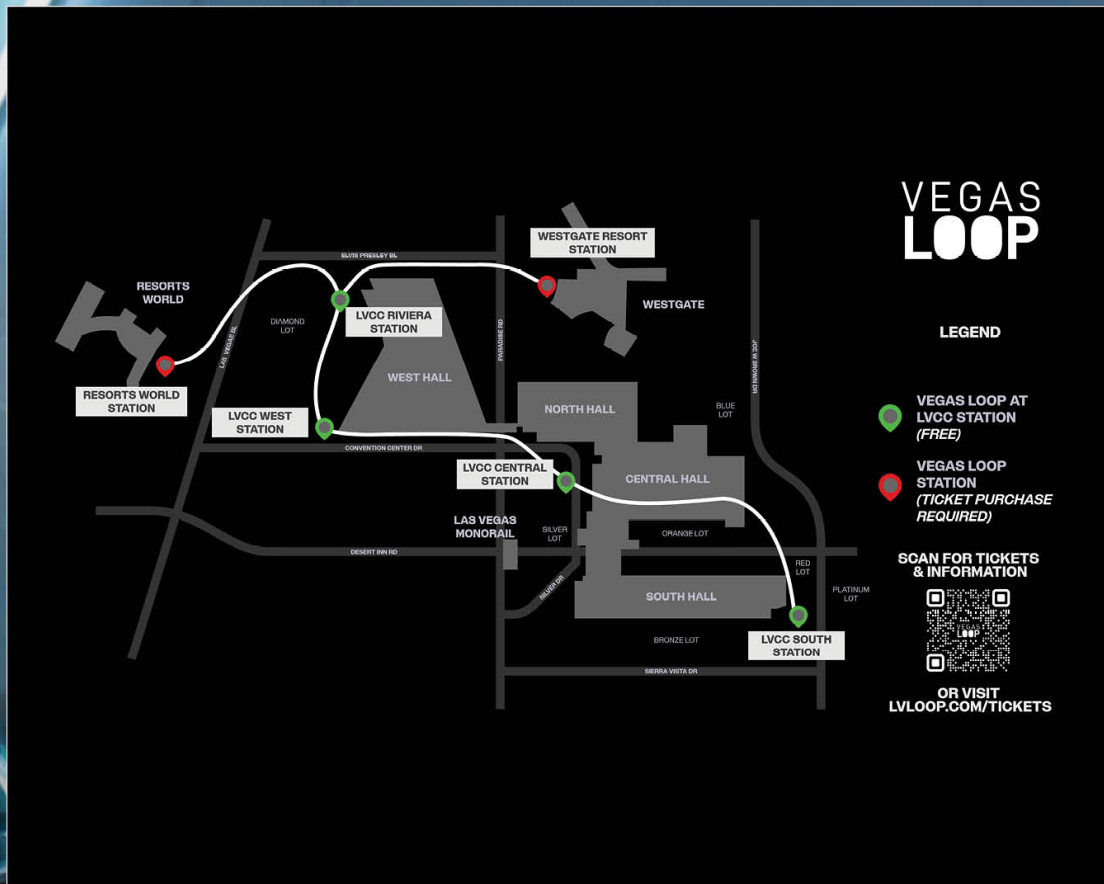 VEGAS
LOOP
WESTGATE RESORT
STATION
ELVIS PRESLEY BL
RESORTS
WORLD
WESTGATE
DIAMOND
LOT
LVCC RIVIERA
STATION
LAS VEGAS BL
PARADISE RD
JOE W BROWN DR
LEGEND
RESORTS WORLD
STATION
WEST HALL
VEGAS LOOP AT
LVCC STATION
(FREE)
NORTH HALL
BLUE
LOT
LVCC WEST
STATION
CONVENTION CENTER DR
LVCC CENTRAL
STATION
CENTRAL HALL
VEGAS LOOP
STATION
(TICKET PURCHASE
REQUIRED)
LAS VEGAS
MONORAIL
SILVER
LOT
ORANGE LOT
DESERT INN RD
SILVER DR
RED
LOT
PLATINUM
LOT
SCAN FOR TICKETS
& INFORMATION
VEGAS
LOOP
SOUTH HALL
BRONZE LOT
LVCC SOUTH
STATION
SIERRA VISTA DR
OR VISIT
LVLOOP.COM/TICKETS